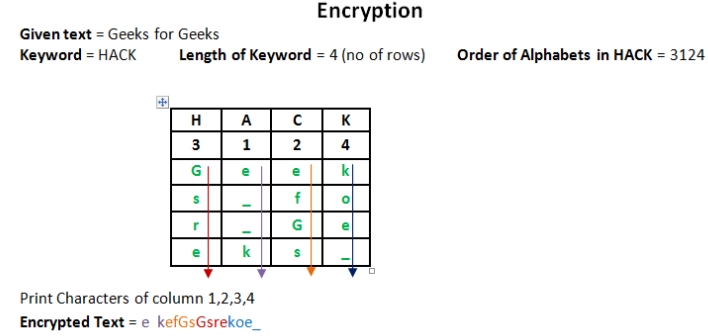 Encryption
Given text = Geeks for Geeks
Keyword = HACK Length of Keyword = 4 (no of rows) Order of Alphabets in HACK = 3124
H A C K
3 1 2 4
G e e k
s _ f o
r _ G e
e k s _
Print Characters of column 1,2,3,4
Encrypted Text = e kefGsGsrekoe_